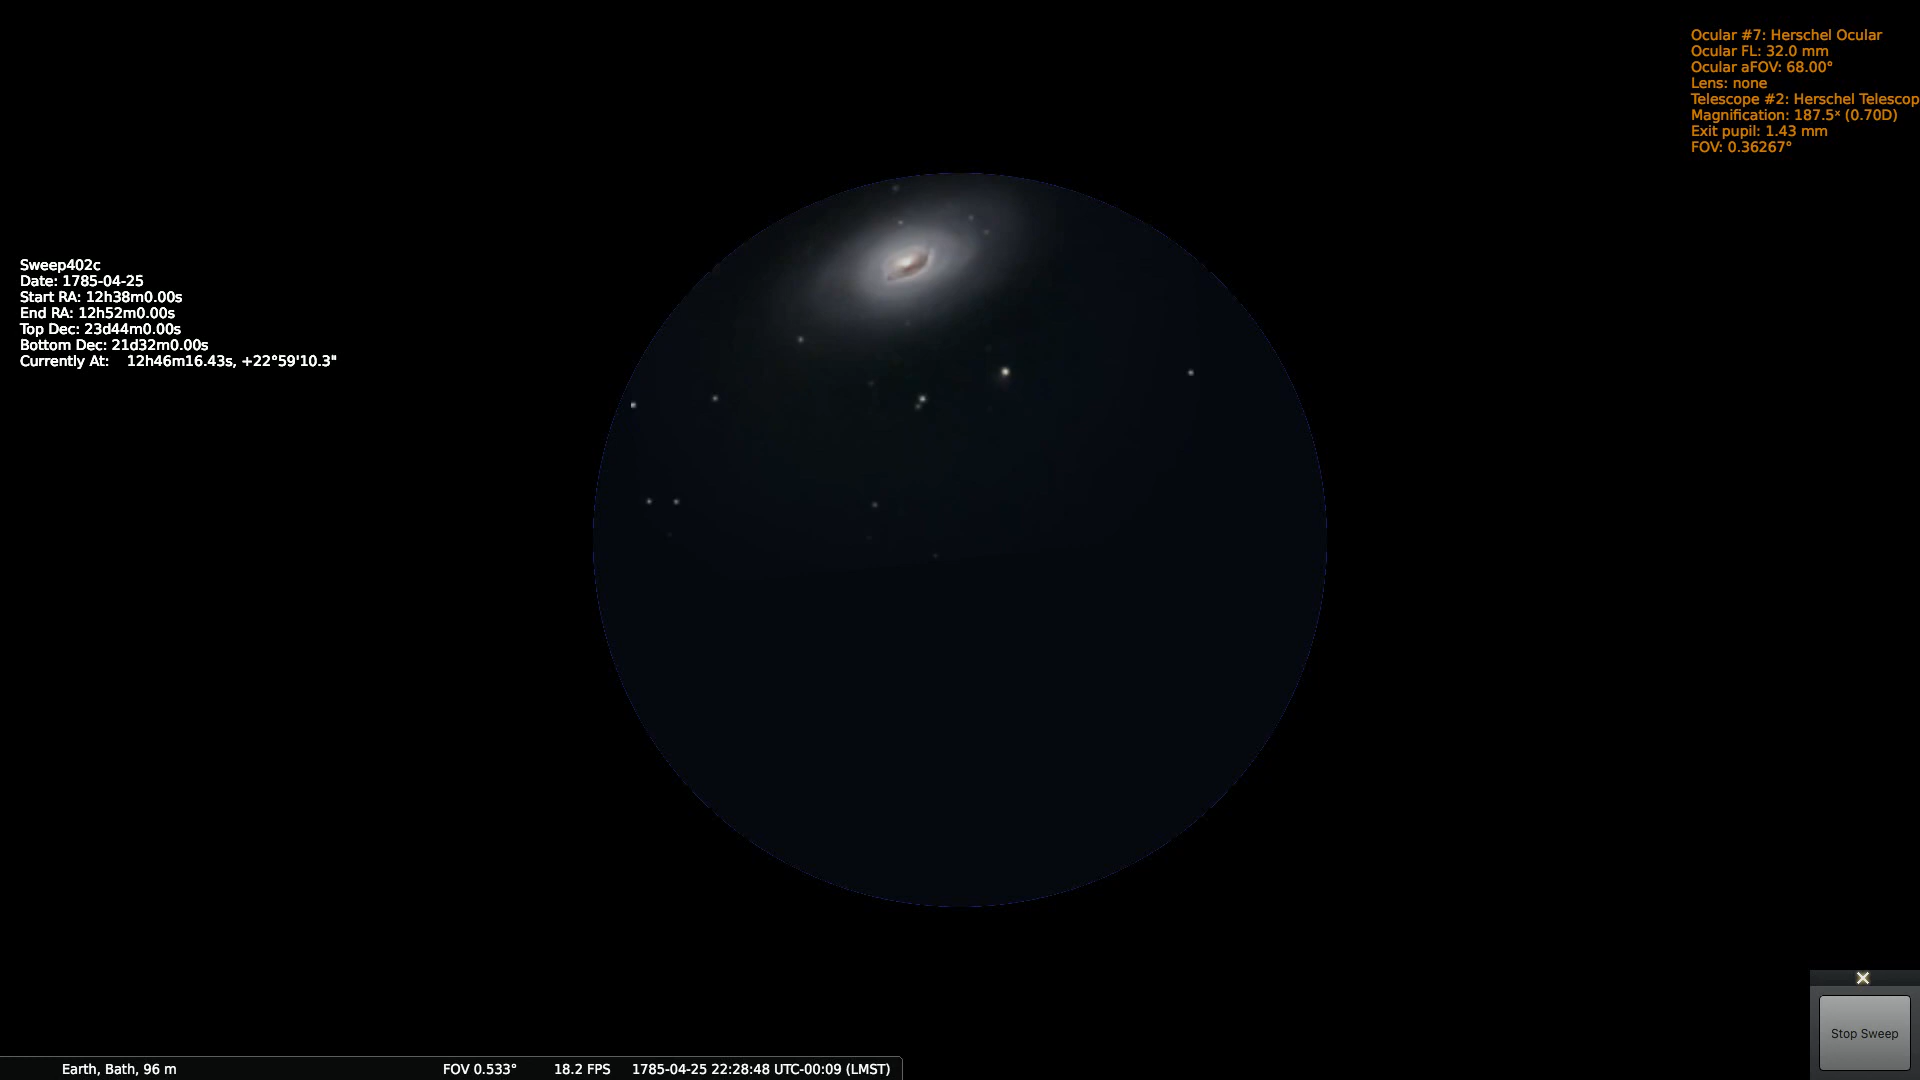 Ocular #7: Herschel Ocular
Ocular FL: 32.0 mm
Ocular aFOV: 68.00°
Lens: none
Telescope #2: Herschel Telescop
Magnification: 187.5ˣ (0.70D)
Exit pupil: 1.43 mm
FOV: 0.36267°
Sweep402c
Date: 1785-04-25
Start RA: 12h38m0.00s
End RA: 12h52m0.00s
Top Dec: 23d44m0.00s
Bottom Dec: 21d32m0.00s
Currently At: 12h46m16.43s, +22°59'10.3"
Stop Sweep
Earth, Bath, 96 m FOV 0.533° 18.2 FPS 1785-04-25 22:28:48 UTC-00:09 (LMST)